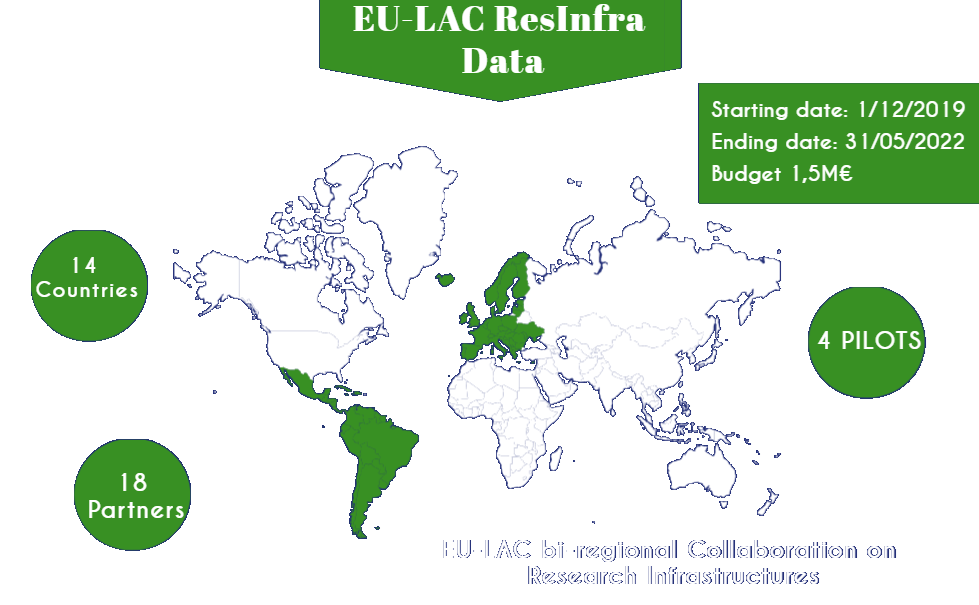 EU-LAC ResInfra
Data
Starting date: 1/12/2019
Ending date: 31/05/2022
Budget 1,5M€
14
Countries
4 PILOTS
18
Partners
EU-LAC bi-regional Collaboration on
Research Infrastructures